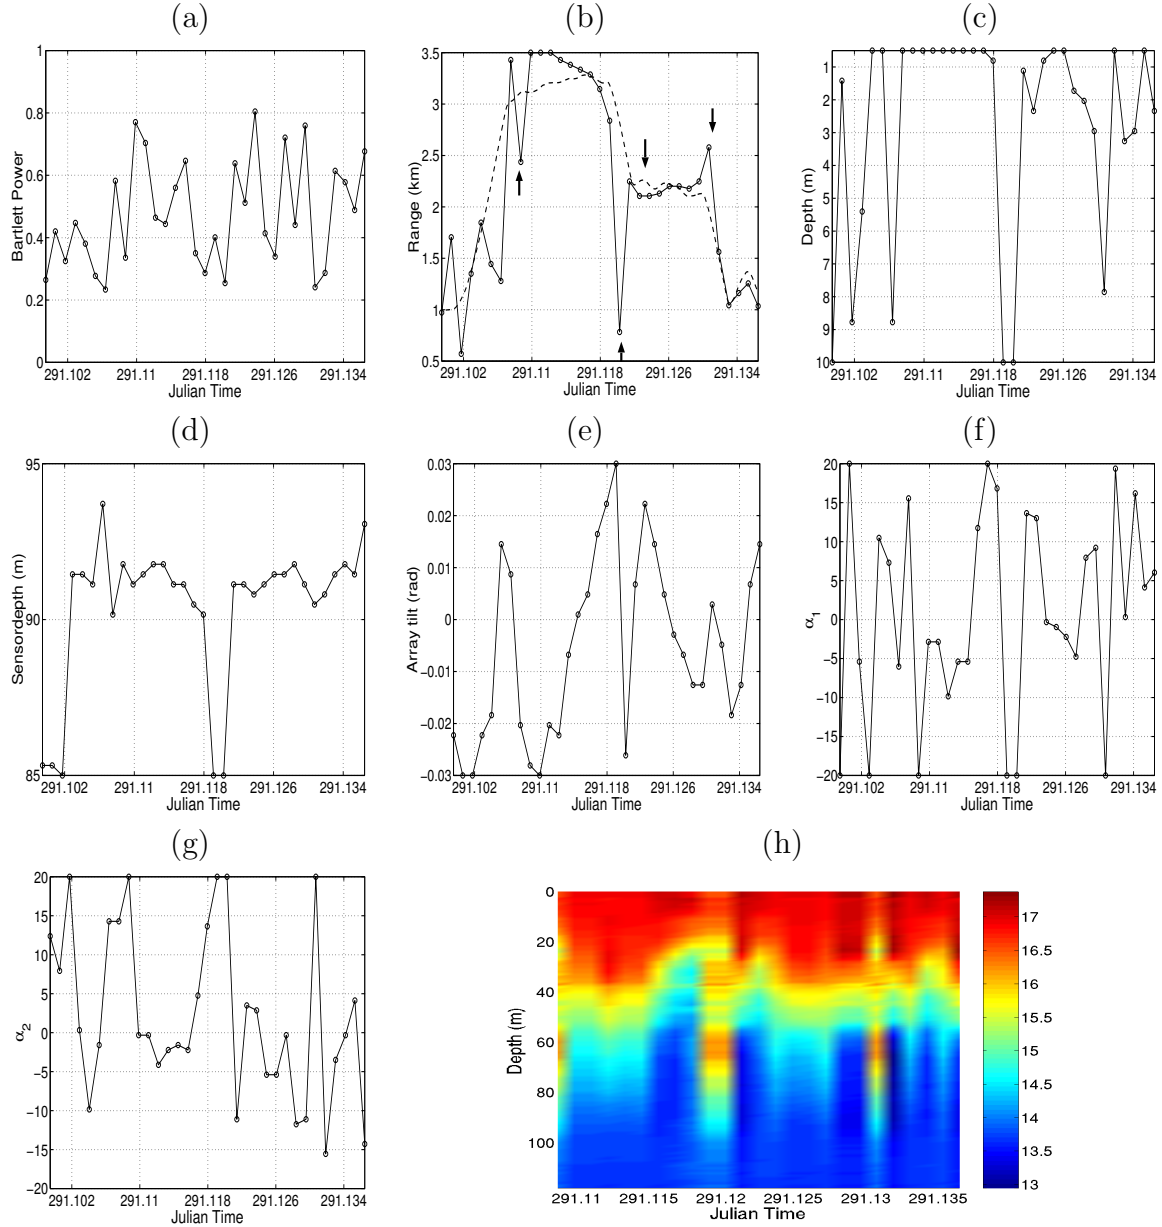 (a)
1
0.8
0.6
0.4
0.2
0
Bartlett Power
291.102 291.11 291.118 291.126 291.134
Julian Time
(b)
3.5
3
2.5
2
1.5
1
0.5
Range (km)
291.102 291.11 291.118 291.126 291.134
Julian Time
(c)
1
2
3
4
5
6
7
8
9
10
Depth (m)
291.102 291.11 291.118 291.126 291.134
Julian Time
(d)
95
90
85
Sensordepth (m)
291.102 291.11 291.118 291.126 291.134
Julian Time
(e)
0.03
0.02
0.01
0
−0.01
−0.02
−0.03
Array tilt (rad)
291.102 291.11 291.118 291.126 291.134
Julian Time
(f)
20
15
10
5
0
−5
−10
−15
−20
α1
291.102 291.11 291.118 291.126 291.134
Julian Time
(g)
20
15
10
5
0
−5
−10
−15
−20
α2
291.102 291.11 291.118 291.126 291.134
Julian Time
(h)
0
20
40
60
80
100
Depth (m)
291.11 291.115 291.12 291.125 291.13 291.135
Julian Time
17
16.5
16
15.5
15
14.5
14
13.5
13